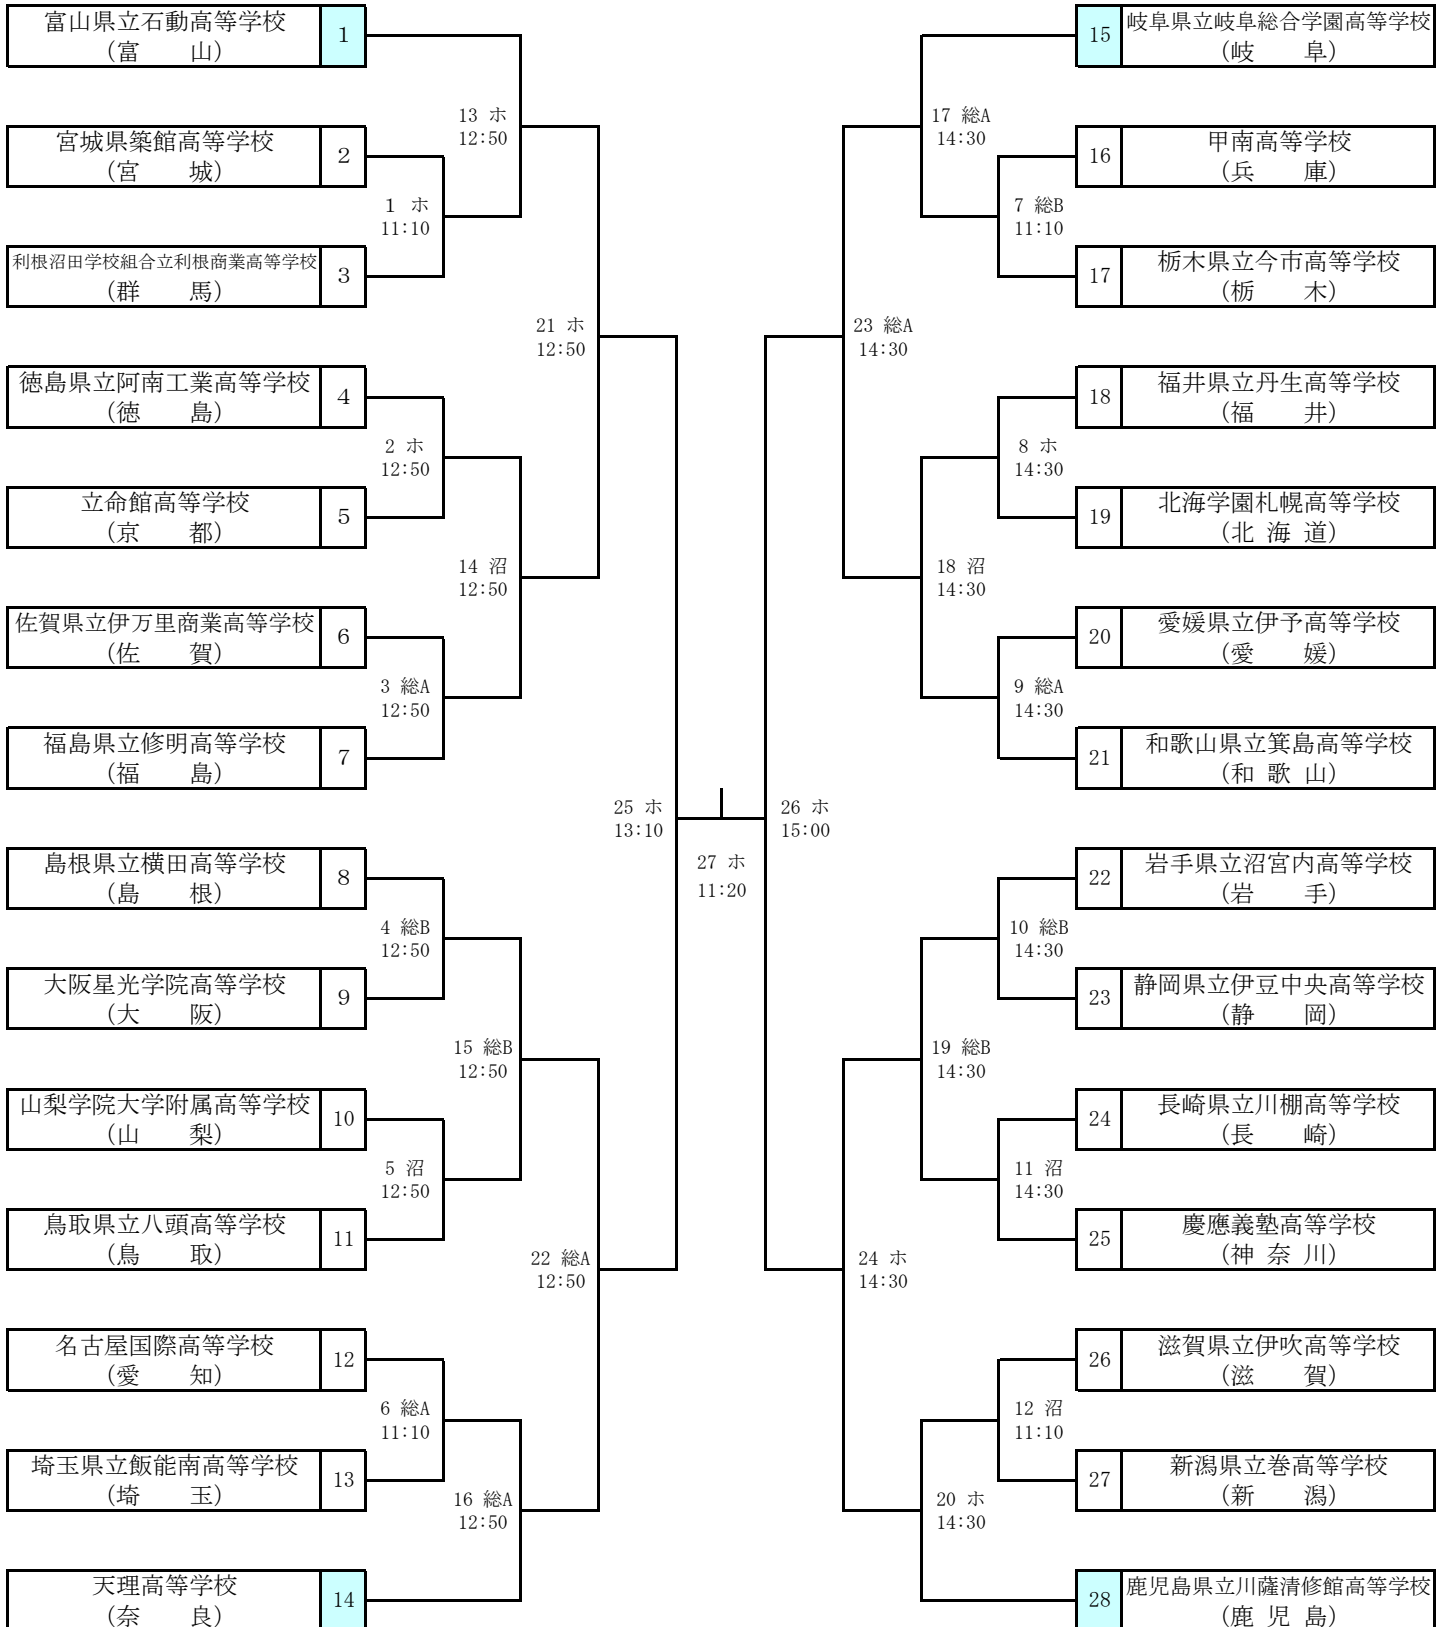 富山県立石動高等学校
(富 山)
1
宮城県築館高等学校
(宮 城)
2
利根沼田学校組合立利根商業高等学校
(群 馬)
3
徳島県立阿南工業高等学校
(徳 島)
4
立命館高等学校
(京 都)
5
佐賀県立伊万里商業高等学校
(佐 賀)
6
福島県立修明高等学校
(福 島)
7
島根県立横田高等学校
(島 根)
8
大阪星光学院高等学校
(大 阪)
9
山梨学院大学附属高等学校
(山 梨)
10
鳥取県立八頭高等学校
(鳥 取)
11
名古屋国際高等学校
(愛 知)
12
埼玉県立飯能南高等学校
(埼 玉)
13
天理高等学校
(奈 良)
14
1 ホ
11:10
2 ホ
12:50
3 総A
12:50
4 総B
12:50
5 沼
12:50
6 総A
11:10
13 ホ
12:50
14 沼
12:50
15 総B
12:50
16 総A
12:50
21 ホ
12:50
22 総A
12:50
25 ホ
13:10
27 ホ
11:20
26 ホ
15:00
23 総A
14:30
24 ホ
14:30
17 総A
14:30
18 沼
14:30
19 総B
14:30
20 ホ
14:30
7 総B
11:10
8 ホ
14:30
9 総A
14:30
10 総B
14:30
11 沼
14:30
12 沼
11:10
15
岐阜県立岐阜総合学園高等学校
(岐 阜)
16
甲南高等学校
(兵 庫)
17
栃木県立今市高等学校
(栃 木)
18
福井県立丹生高等学校
(福 井)
19
北海学園札幌高等学校
(北 海 道)
20
愛媛県立伊予高等学校
(愛 媛)
21
和歌山県立箕島高等学校
(和 歌 山)
22
岩手県立沼宮内高等学校
(岩 手)
23
静岡県立伊豆中央高等学校
(静 岡)
24
長崎県立川棚高等学校
(長 崎)
25
慶應義塾高等学校
(神 奈 川)
26
滋賀県立伊吹高等学校
(滋 賀)
27
新潟県立巻高等学校
(新 潟)
28
鹿児島県立川薩清修館高等学校
(鹿 児 島)